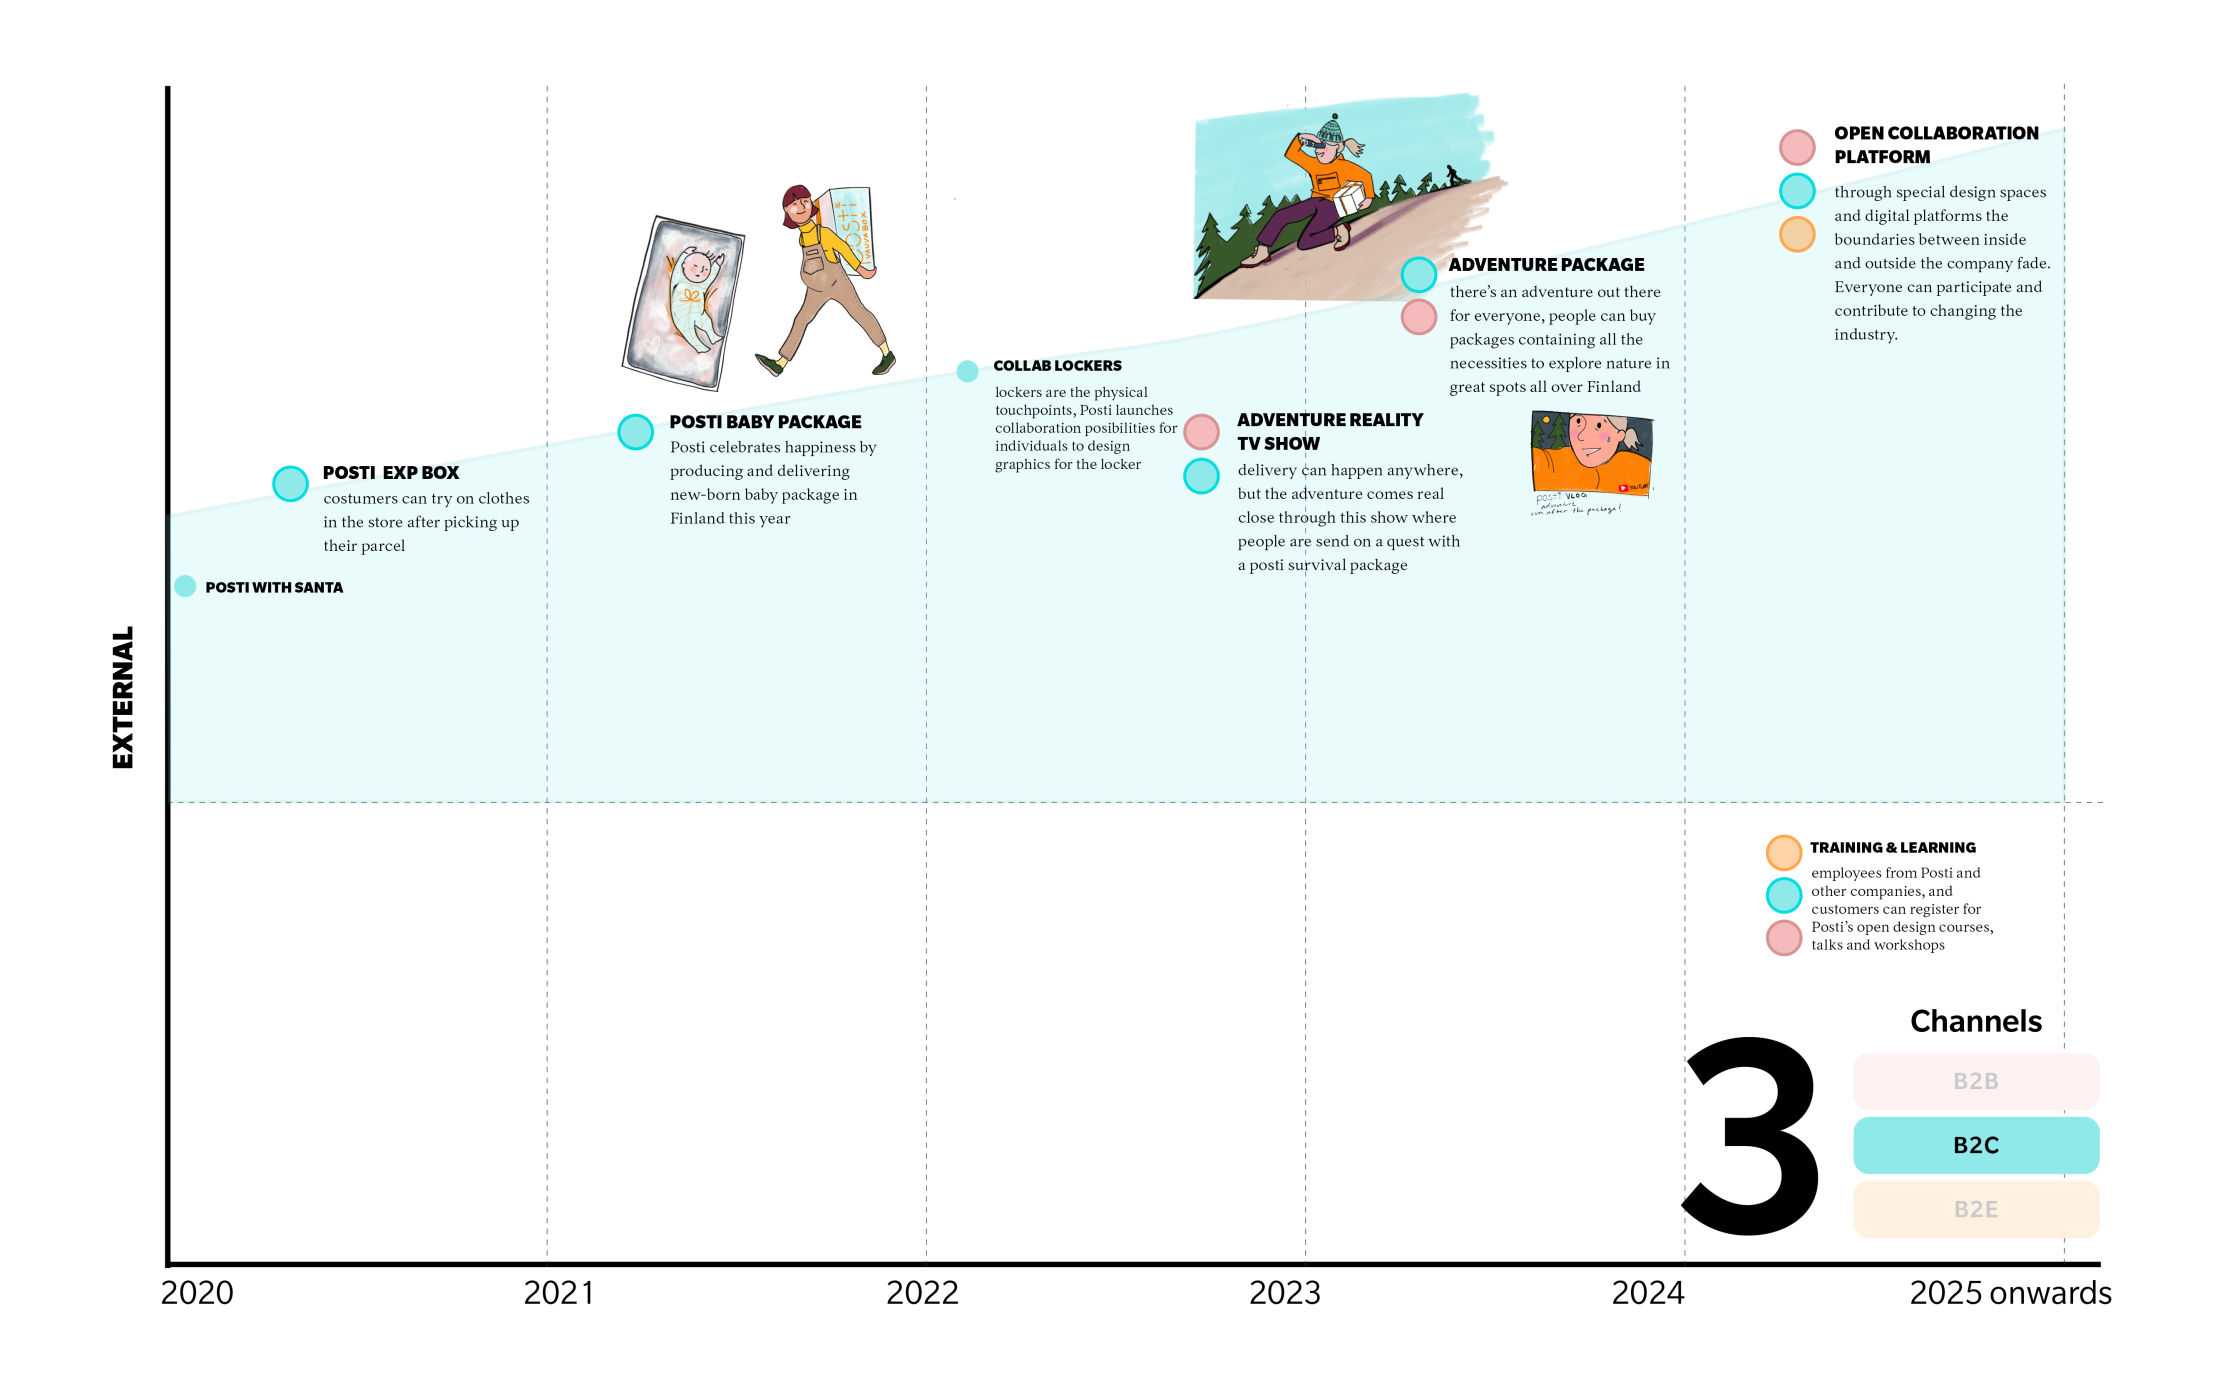 OPEN COLLABORATION
PLATFORM
through special design spaces
and digital platforms the
boundaries between inside
and outside the company fade.
Everyone can participate and
contribute to changing the
industry.
posti
ADVENTURE PACKAGE
there's an adventure out there
for everyone, people can buy
packages containing all the
necessities to explore nature in
great spots all over Finland
COLLAB LOCKERS
lockers are the physical
touchpoints, Posti launches
collaboration posibilities for
individuals to design
graphics for the locker
ADVENTURE REALITY
TV SHOW
delivery can happen anywhere,
but the adventure comes real
close through this show where
people are send on a quest with
a posti survival package
YouTube
posti VLOG
adventure
run after the package!
POSTI BABY PACKAGE
Posti celebrates happiness by
producing and delivering
new-born baby package in
Finland this year
POSTI EXP BOX
costumers can try on clothes
in the store after picking up
their parcel
POSTI WITH SANTA
EXTERNAL
TRAINING & LEARNING
employees from Posti and
other companies, and
customers can register for
Posti's open design courses,
talks and workshops
3
Channels
B2B
B2C
B2E
2020 2021 2022 2023 2024 2025 onwards